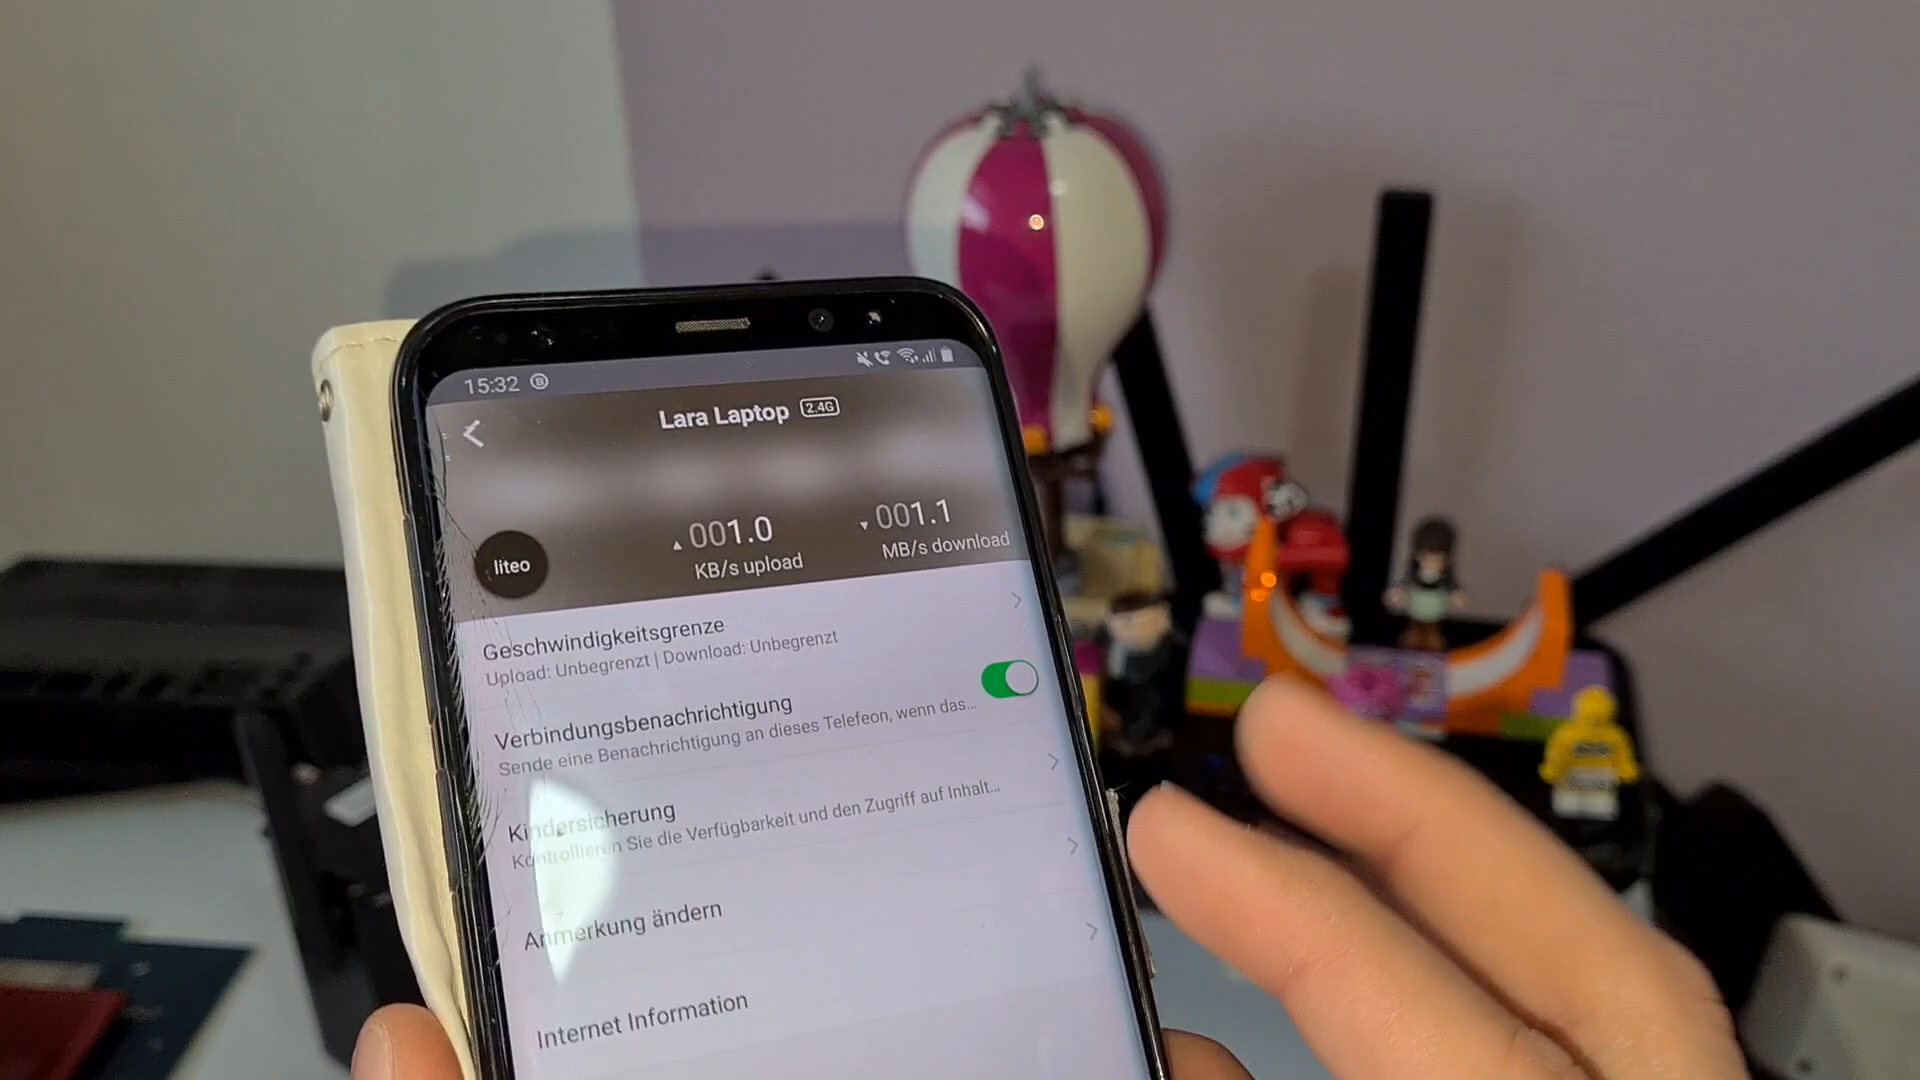 15:32
Lara Laptop 2.4G
liteo
001.0
KB/s upload
001.1
MB/s download
Geschwindigkeitsgrenze
Upload: Unbegrenzt | Download: Unbegrenzt
Verbindungsbenachrichtigung
Sende eine Benachrichtigung an dieses Telefeon, wenn das...
Kindersicherung
Kontrollieren Sie die Verfügbarkeit und den Zugriff auf Inhalt...
Anmerkung ändern
Internet Information